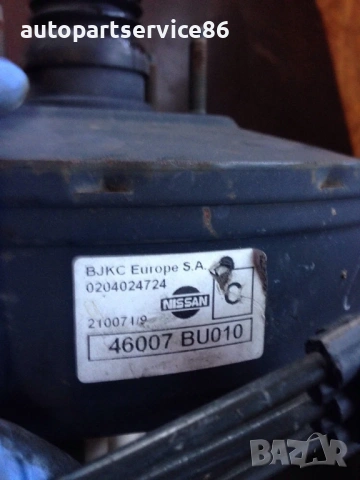 autopartservice86
BJKC Europe S.A.
0204024724
NISSAN
C
210071/9
46007 BU010
BAZAR